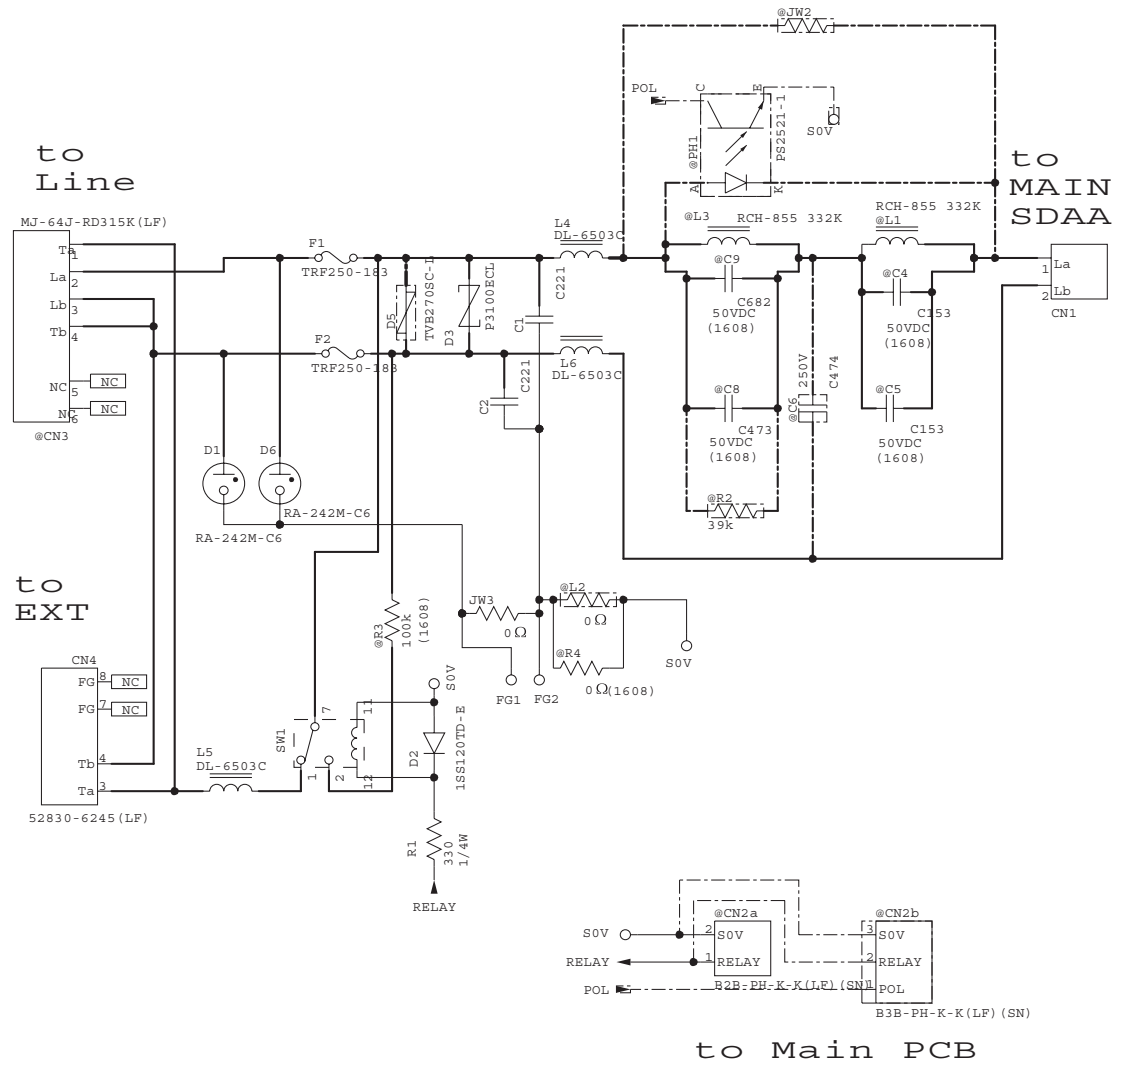 @JW2
POL
C
E
S0V
@PH1
PS2521-1
A
K
to
Line
to
MAIN
SDAA
MJ-64J-RD315K(LF)
Ta
1
La
2
Lb
3
Tb
4
NC
5
NC
NC
6
NC
@CN3
F1
TRF250-183
F2
TRF250-183
D5
TVB270SC-L
D3
P3100ECL
C1
C221
C2
C221
L4
DL-6503C
L6
DL-6503C
@L3
RCH-855 332K
@C9
C682
50VDC
(1608)
@C8
C473
50VDC
(1608)
@R2
39k
@C6
250V
C474
RCH-855 332K
@L1
@C4
C153
50VDC
(1608)
@C5
C153
50VDC
(1608)
1
La
2
Lb
CN1
D1
D6
RA-242M-C6
RA-242M-C6
to
EXT
CN4
FG
8
NC
FG
7
NC
Tb
4
Ta
3
52830-6245(LF)
L5
DL-6503C
SW1
7
1
2
11
12
@R3
100k
(1608)
JW3
0Ω
FG1
FG2
@L2
0Ω
@R4
0Ω(1608)
S0V
S0V
D2
1SS120TD-E
R1
330
1/4W
RELAY
@CN2a
@CN2b
S0V
2
S0V
3
S0V
RELAY
1
RELAY
2
RELAY
POL
B2B-PH-K-K(LF)(SN)
1
POL
B3B-PH-K-K(LF)(SN)
to Main PCB